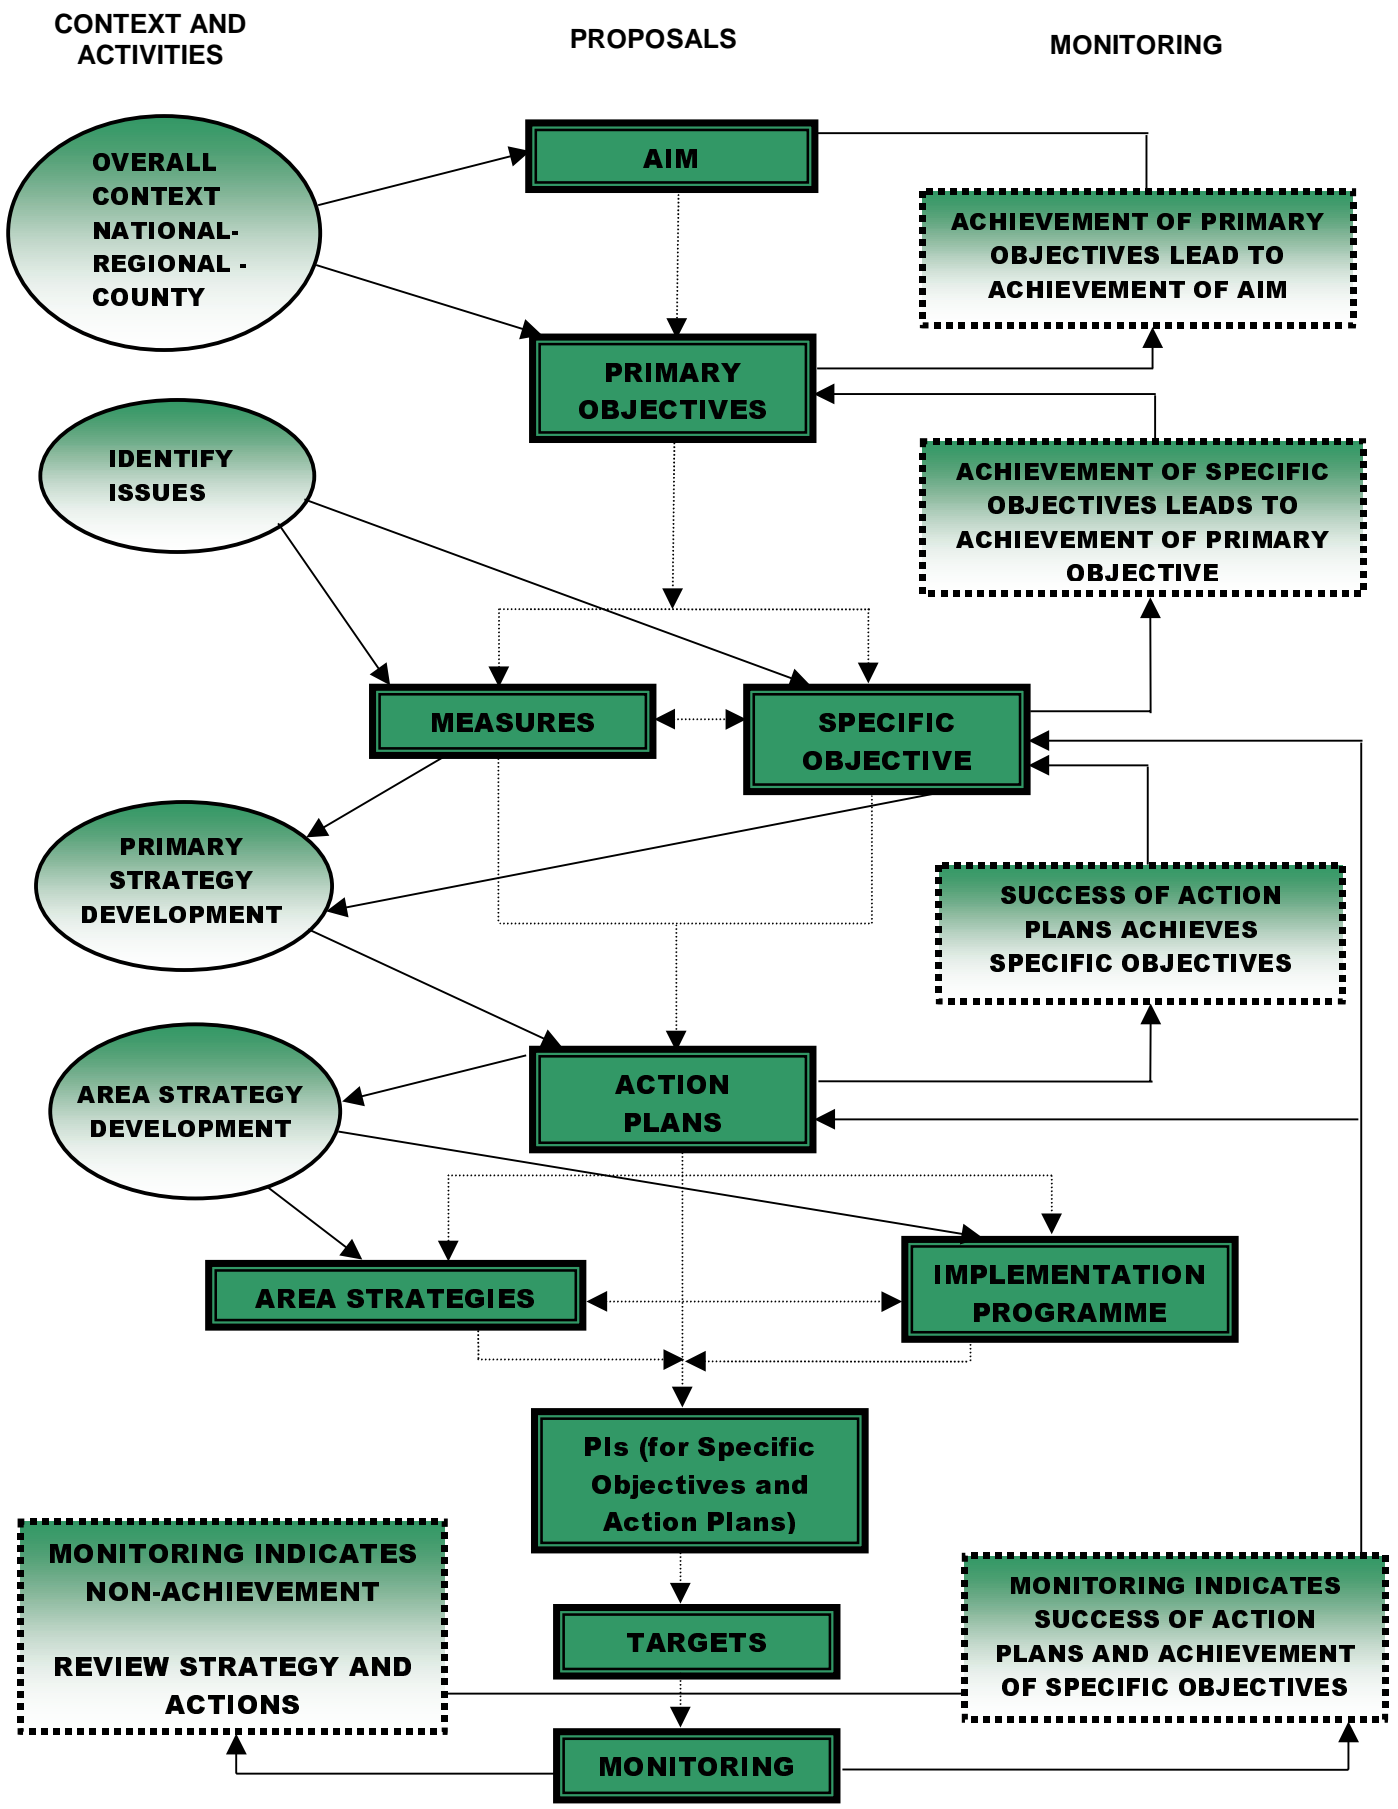 CONTEXT AND
ACTIVITIES
PROPOSALS
MONITORING
OVERALL
CONTEXT
NATIONAL-
REGIONAL -
COUNTY
AIM
ACHIEVEMENT OF PRIMARY
OBJECTIVES LEAD TO
ACHIEVEMENT OF AIM
PRIMARY
OBJECTIVES
IDENTIFY
ISSUES
ACHIEVEMENT OF SPECIFIC
OBJECTIVES LEADS TO
ACHIEVEMENT OF PRIMARY
OBJECTIVE
MEASURES
SPECIFIC
OBJECTIVE
PRIMARY
STRATEGY
DEVELOPMENT
SUCCESS OF ACTION
PLANS ACHIEVES
SPECIFIC OBJECTIVES
ACTION
PLANS
AREA STRATEGY
DEVELOPMENT
AREA STRATEGIES
IMPLEMENTATION
PROGRAMME
PIs (for Specific
Objectives and
Action Plans)
MONITORING INDICATES
NON-ACHIEVEMENT
REVIEW STRATEGY AND
ACTIONS
TARGETS
MONITORING INDICATES
SUCCESS OF ACTION
PLANS AND ACHIEVEMENT
OF SPECIFIC OBJECTIVES
MONITORING